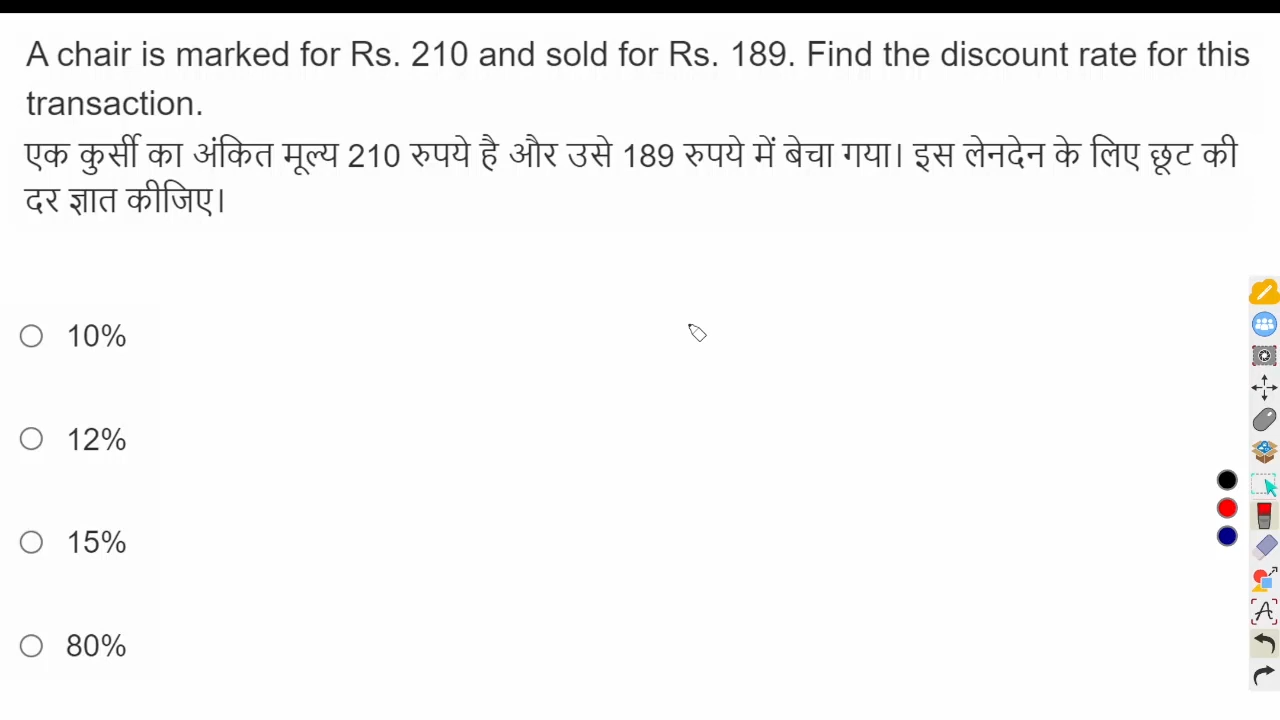 A chair is marked for Rs. 210 and sold for Rs. 189. Find the discount rate for this
transaction.
एक कुर्सी का अंकित मूल्य 210 रुपये है और उसे 189 रुपये में बेचा गया। इस लेनदेन के लिए छूट की
दर ज्ञात कीजिए।
10%
12%
15%
80%